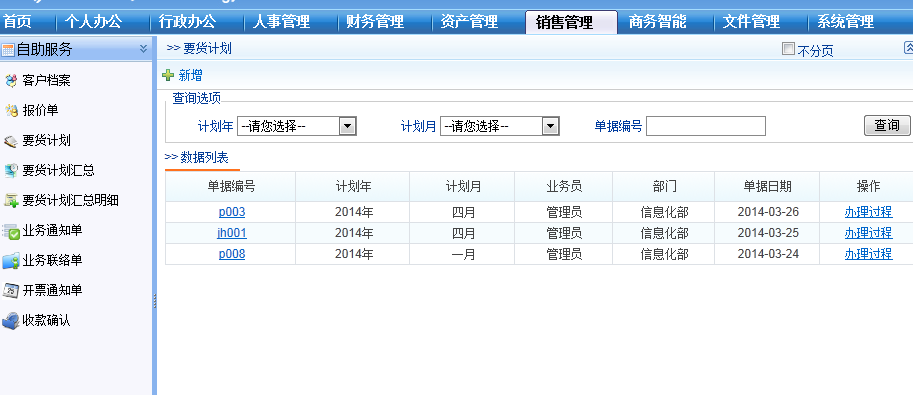 首页 个人办公 行政办公 人事管理 财务管理 资产管理 销售管理 商务智能 文件管理 系统管理
自助服务
客户档案
报价单
要货计划
要货计划汇总
要货计划汇总明细
业务通知单
业务联络单
开票通知单
收款确认
>> 要货计划 不分页
新增
查询选项
计划年 --请您选择-- 计划月 --请您选择-- 单据编号 查询
>> 数据列表
单据编号 计划年 计划月 业务员 部门 单据日期 操作
p003 2014年 四月 管理员 信息化部 2014-03-26 办理过程
jh001 2014年 四月 管理员 信息化部 2014-03-25 办理过程
p008 2014年 一月 管理员 信息化部 2014-03-24 办理过程